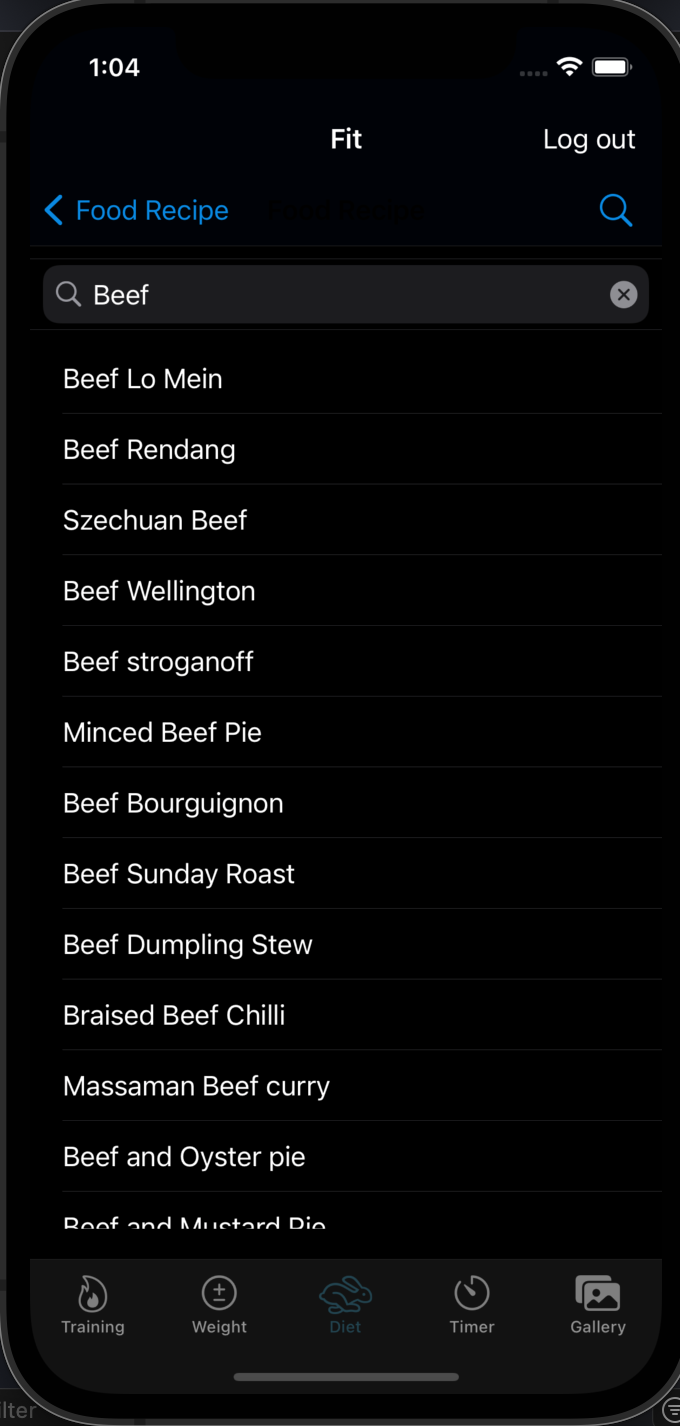 1:04
Fit
Log out
Food Recipe
Food Recipe
Beef
Beef Lo Mein
Beef Rendang
Szechuan Beef
Beef Wellington
Beef stroganoff
Minced Beef Pie
Beef Bourguignon
Beef Sunday Roast
Beef Dumpling Stew
Braised Beef Chilli
Massaman Beef curry
Beef and Oyster pie
Beef and Mustard Pie
Training
Weight
Diet
Timer
Gallery
ilter